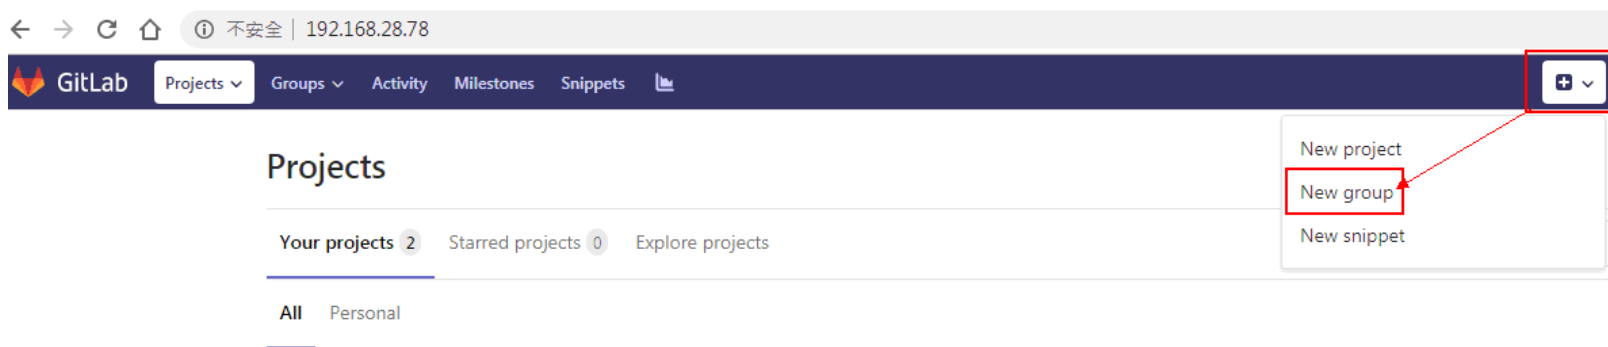 不安全 | 192.168.28.78
GitLab Projects Groups Activity Milestones Snippets
New project
Projects
New group
New snippet
Your projects 2 Starred projects 0 Explore projects
All Personal